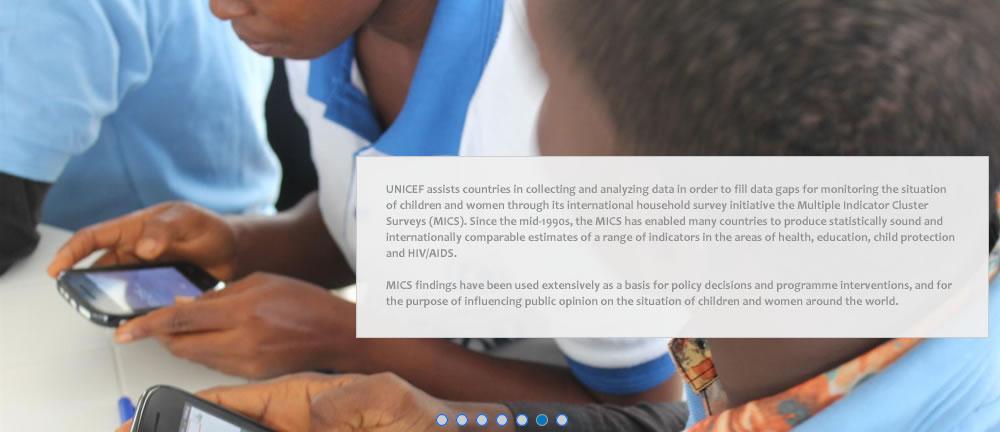 UNICEF assists countries in collecting and analyzing data in order to fill data gaps for monitoring the situation
of children and women through its international household survey initiative the Multiple Indicator Cluster
Surveys (MICS). Since the mid-1990s, the MICS has enabled many countries to produce statistically sound and
internationally comparable estimates of a range of indicators in the areas of health, education, child protection
and HIV/AIDS.
MICS findings have been used extensively as a basis for policy decisions and programme interventions, and for
the purpose of influencing public opinion on the situation of children and women around the world.